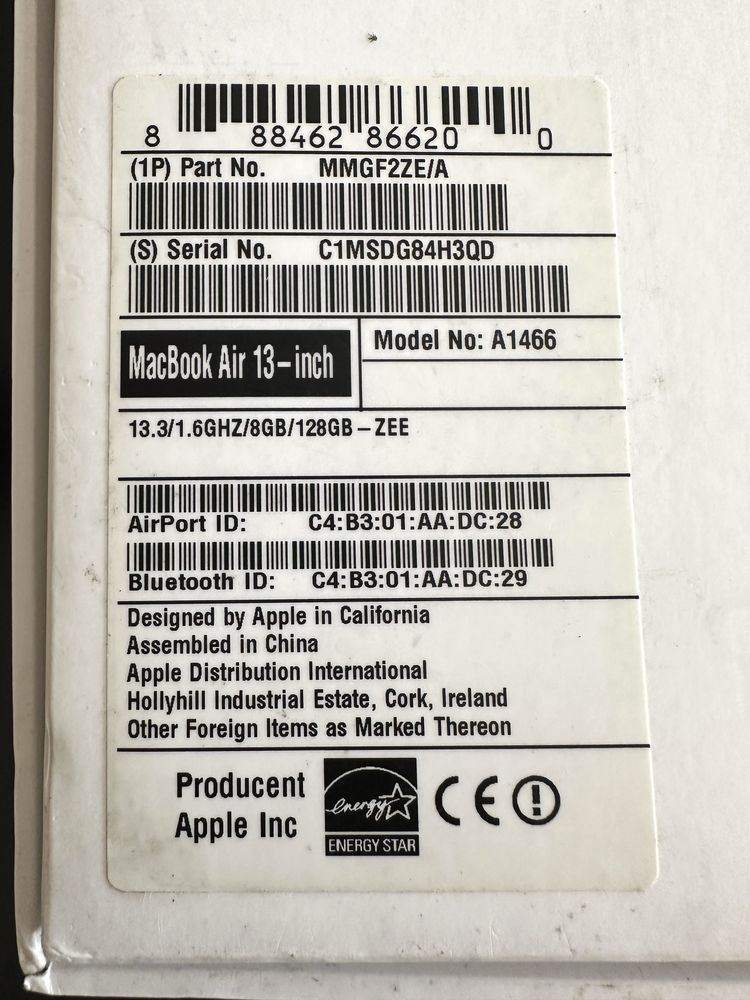 8 88462 86620 0
(1P) Part No. MMGF2ZE/A
(S) Serial No. C1MSDG84H3QD
MacBook Air 13-inch
Model No: A1466
13.3/1.6GHZ/8GB/128GB-ZEE
AirPort ID: C4:B3:01:AA:DC:28
Bluetooth ID: C4:B3:01:AA:DC:29
Designed by Apple in California
Assembled in China
Apple Distribution International
Hollyhill Industrial Estate, Cork, Ireland
Other Foreign Items as Marked Thereon
Producent
Apple Inc
energy
ENERGY STAR
CE